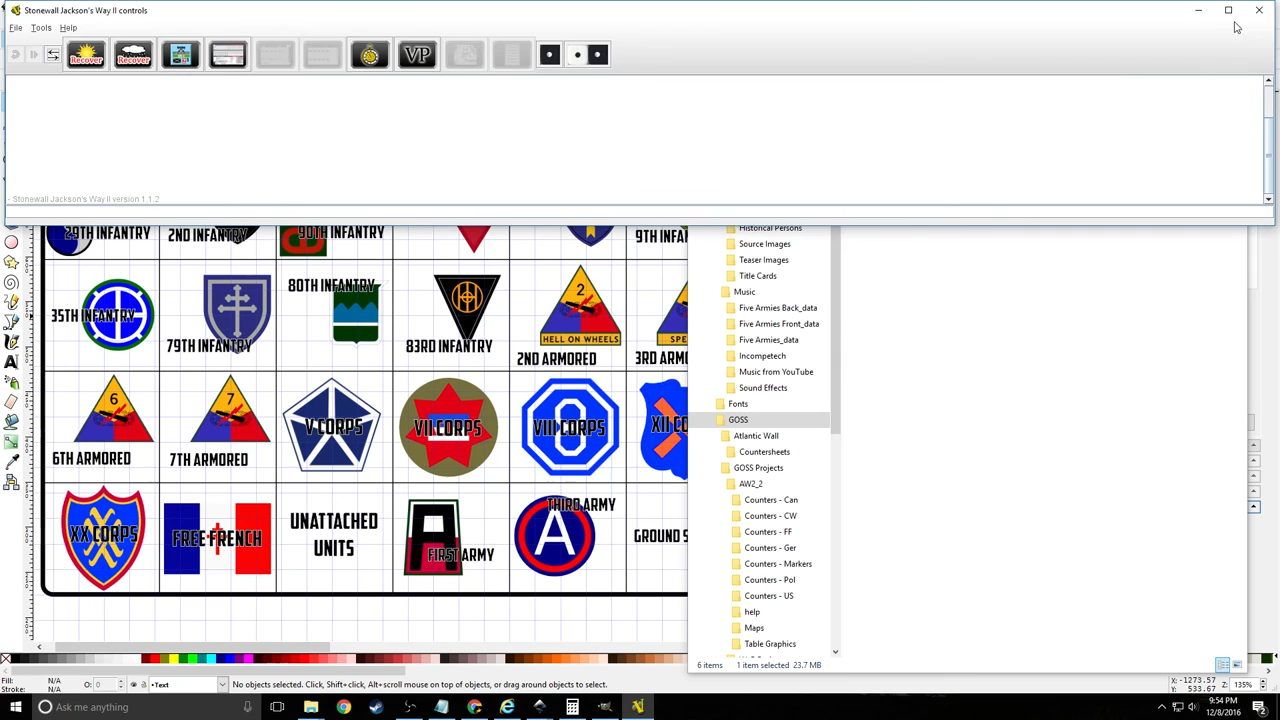 Stonewall Jackson's Way II controls
File Tools Help
Recover
Recover
VP
- Stonewall Jackson's Way II version 1.1.2
29TH INFANTRY
2ND INFANTRY
90TH INFANTRY
Historical Persons
Source Images
Teaser Images
Title Cards
Music
Five Armies Back_data
Five Armies Front_data
Five Armies_data
Incompetech
Music from YouTube
Sound Effects
Fonts
GOSS
Atlantic Wall
Countersheets
GOSS Projects
AW2_2
Counters - Can
Counters - CW
Counters - FF
Counters - Ger
Counters - Markers
Counters - Pol
Counters - US
help
Maps
Table Graphics
6 items 1 item selected 23.7 MB
35TH INFANTRY
79TH INFANTRY
80TH INFANTRY
83RD INFANTRY
2
HELL ON WHEELS
2ND ARMORED
6
6TH ARMORED
7
7TH ARMORED
V CORPS
VII CORPS
VIII CORPS
XX CORPS
FREE FRENCH
UNATTACHED
UNITS
A
FIRST ARMY
THIRD ARMY
A
Fill: N/A
Stroke: N/A
O: 0
•Text
No objects selected. Click, Shift+click, Alt+scroll mouse on top of objects, or drag around objects to select.
X: -1273.57
Y: 533.67
Z: 135%
Ask me anything
9:54 PM
12/8/2016